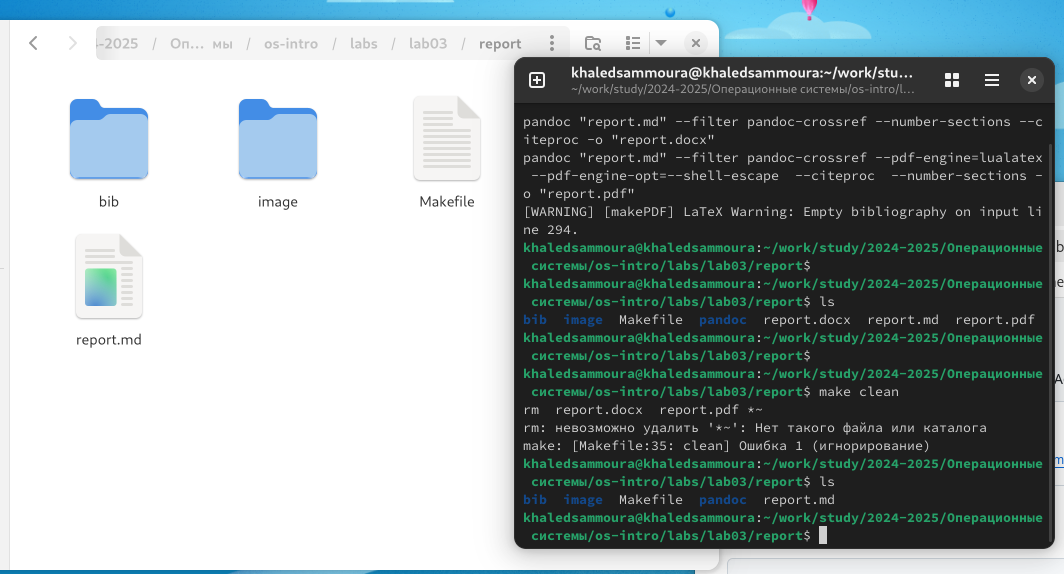 -2025 / Оп… мы / os-intro / labs / lab03 / report
bib
image
Makefile
report.md
khaledsammoura@khaledsammoura:~/work/stu…
~/work/study/2024-2025/Операционные системы/os-intro/l…
pandoc "report.md" --filter pandoc-crossref --number-sections --c
iteproc -o "report.docx"
pandoc "report.md" --filter pandoc-crossref --pdf-engine=lualatex
--pdf-engine-opt=--shell-escape  --citeproc  --number-sections -
o "report.pdf"
[WARNING] [makePDF] LaTeX Warning: Empty bibliography on input li
ne 294.
khaledsammoura@khaledsammoura:~/work/study/2024-2025/Операционные
системы/os-intro/labs/lab03/report$
khaledsammoura@khaledsammoura:~/work/study/2024-2025/Операционные
системы/os-intro/labs/lab03/report$ ls
bib  image  Makefile  pandoc  report.docx  report.md  report.pdf
khaledsammoura@khaledsammoura:~/work/study/2024-2025/Операционные
системы/os-intro/labs/lab03/report$
khaledsammoura@khaledsammoura:~/work/study/2024-2025/Операционные
системы/os-intro/labs/lab03/report$ make clean
rm  report.docx  report.pdf *~
rm: невозможно удалить '*~': Нет такого файла или каталога
make: [Makefile:35: clean] Ошибка 1 (игнорирование)
khaledsammoura@khaledsammoura:~/work/study/2024-2025/Операционные
системы/os-intro/labs/lab03/report$ ls
bib  image  Makefile  pandoc  report.md
khaledsammoura@khaledsammoura:~/work/study/2024-2025/Операционные
системы/os-intro/labs/lab03/report$